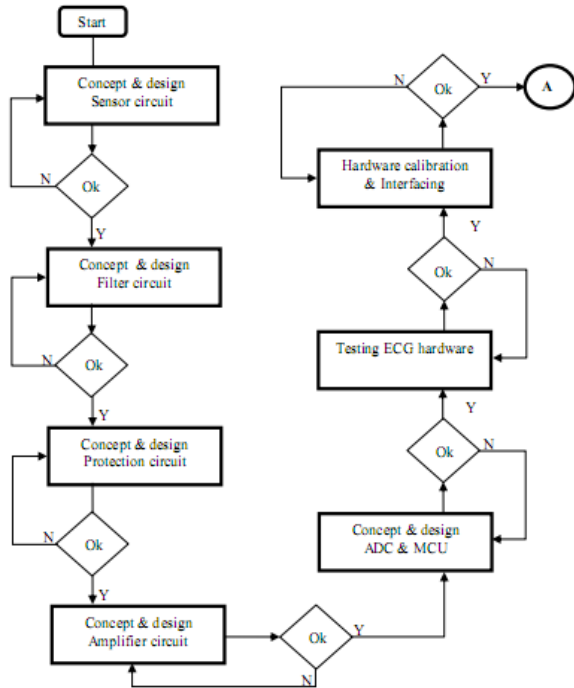 Start
Concept & design
Sensor circuit
N
Ok
Y
Concept & design
Filter circuit
N
Ok
Y
Concept & design
Protection circuit
N
Ok
Y
Concept & design
Amplifier circuit
Ok
Y
N
Concept & design
ADC & MCU
Ok
N
Y
Testing ECG hardware
Ok
N
Y
Hardware calibration
& Interfacing
N
Ok
Y
A